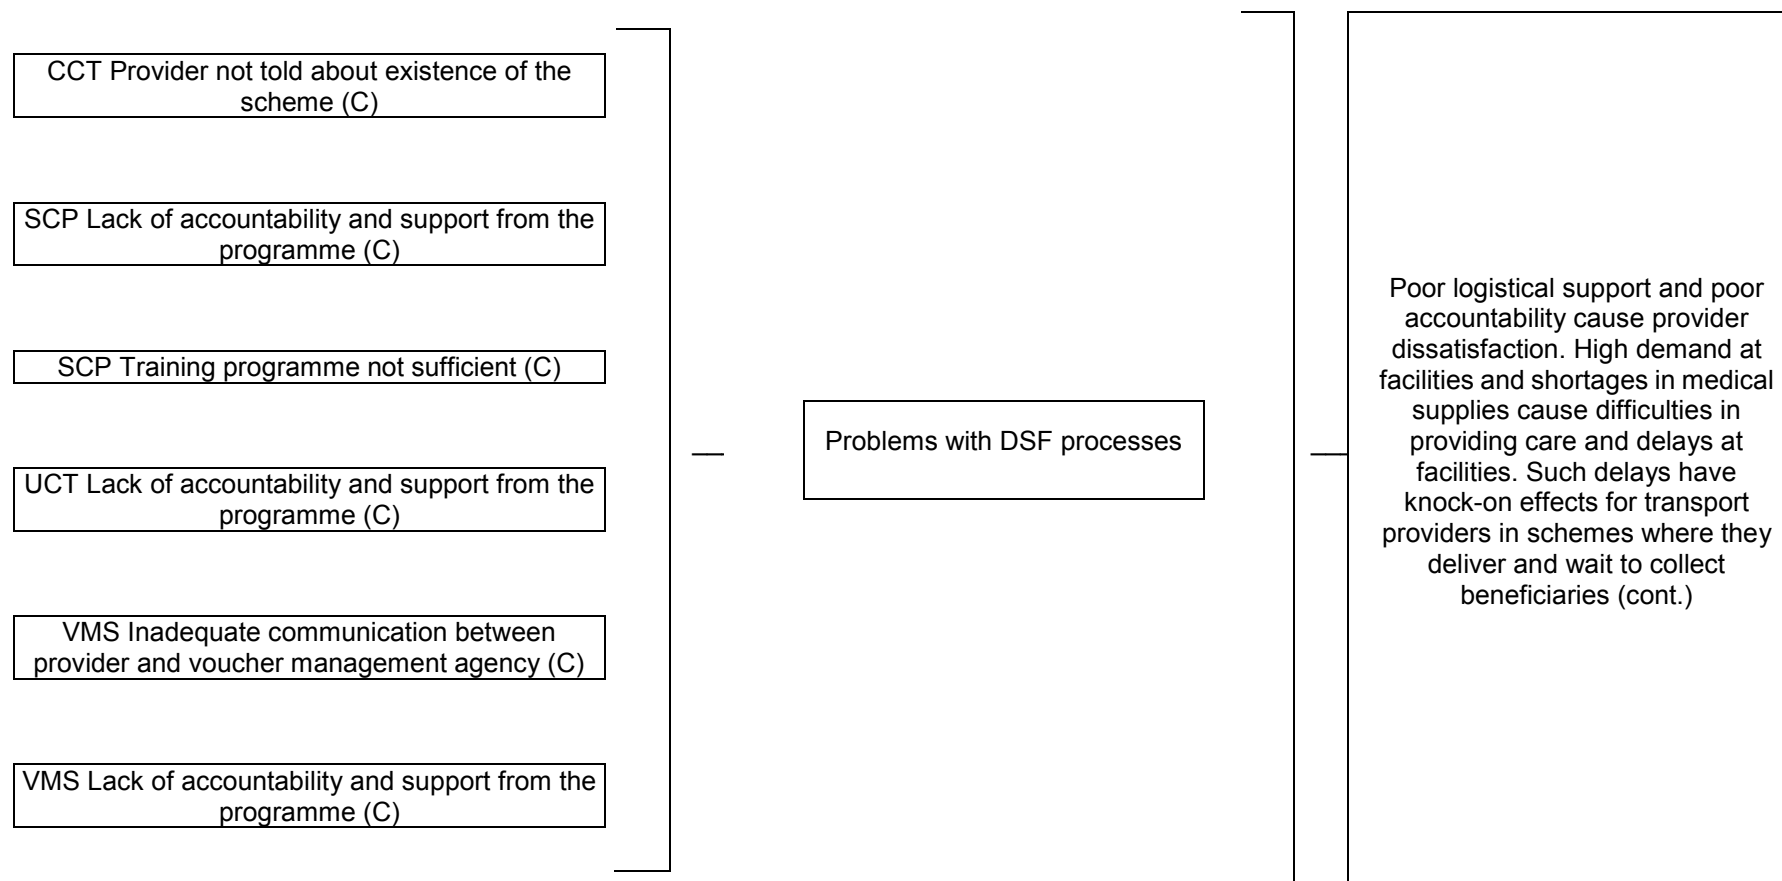 CCT Provider not told about existence of the
scheme (C)
SCP Lack of accountability and support from the
programme (C)
SCP Training programme not sufficient (C)
UCT Lack of accountability and support from the
programme (C)
VMS Inadequate communication between
provider and voucher management agency (C)
VMS Lack of accountability and support from the
programme (C)
Problems with DSF processes
Poor logistical support and poor
accountability cause provider
dissatisfaction. High demand at
facilities and shortages in medical
supplies cause difficulties in
providing care and delays at
facilities. Such delays have
knock-on effects for transport
providers in schemes where they
deliver and wait to collect
beneficiaries (cont.)